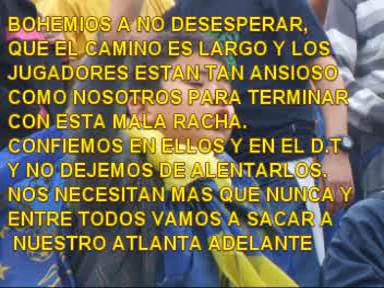 BOHEMIOS A NO DESESPERAR,
QUE EL CAMINO ES LARGO Y LOS
JUGADORES ESTAN TAN ANSIOSO
COMO NOSOTROS PARA TERMINAR
CON ESTA MALA RACHA.
CONFIEMOS EN ELLOS Y EN EL D.T
Y NO DEJEMOS DE ALENTARLOS.
NOS NECESITAN MAS QUE NUNCA Y
ENTRE TODOS VAMOS A SACAR A
NUESTRO ATLANTA ADELANTE